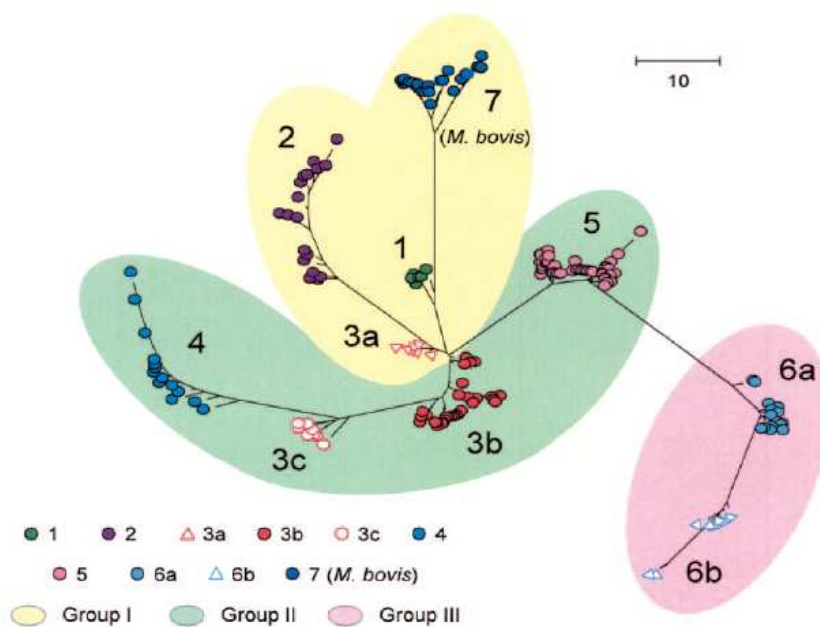 7
(M. bovis)
10
2
1
5
3a
4
6a
3c
3b
6b
1 2 3a 3b 3c 4
5 6a 6b 7 (M. bovis)
Group I Group II Group III